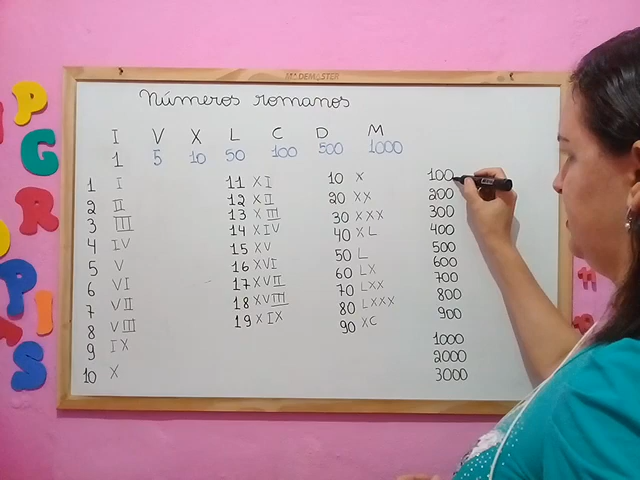 MADEMASTER
Números romanos
I V X L C D M
1 5 10 50 100 500 1000
1 I
2 II
3 III
4 IV
5 V
6 VI
7 VII
8 VIII
9 IX
10 X
11 XI
12 XII
13 XIII
14 XIV
15 XV
16 XVI
17 XVII
18 XVIII
19 XIX
10 X
20 XX
30 XXX
40 XL
50 L
60 LX
70 LXX
80 LXXX
90 XC
100
200
300
400
500
600
700
800
900
1000
2000
3000
P
G
R
P
I
S